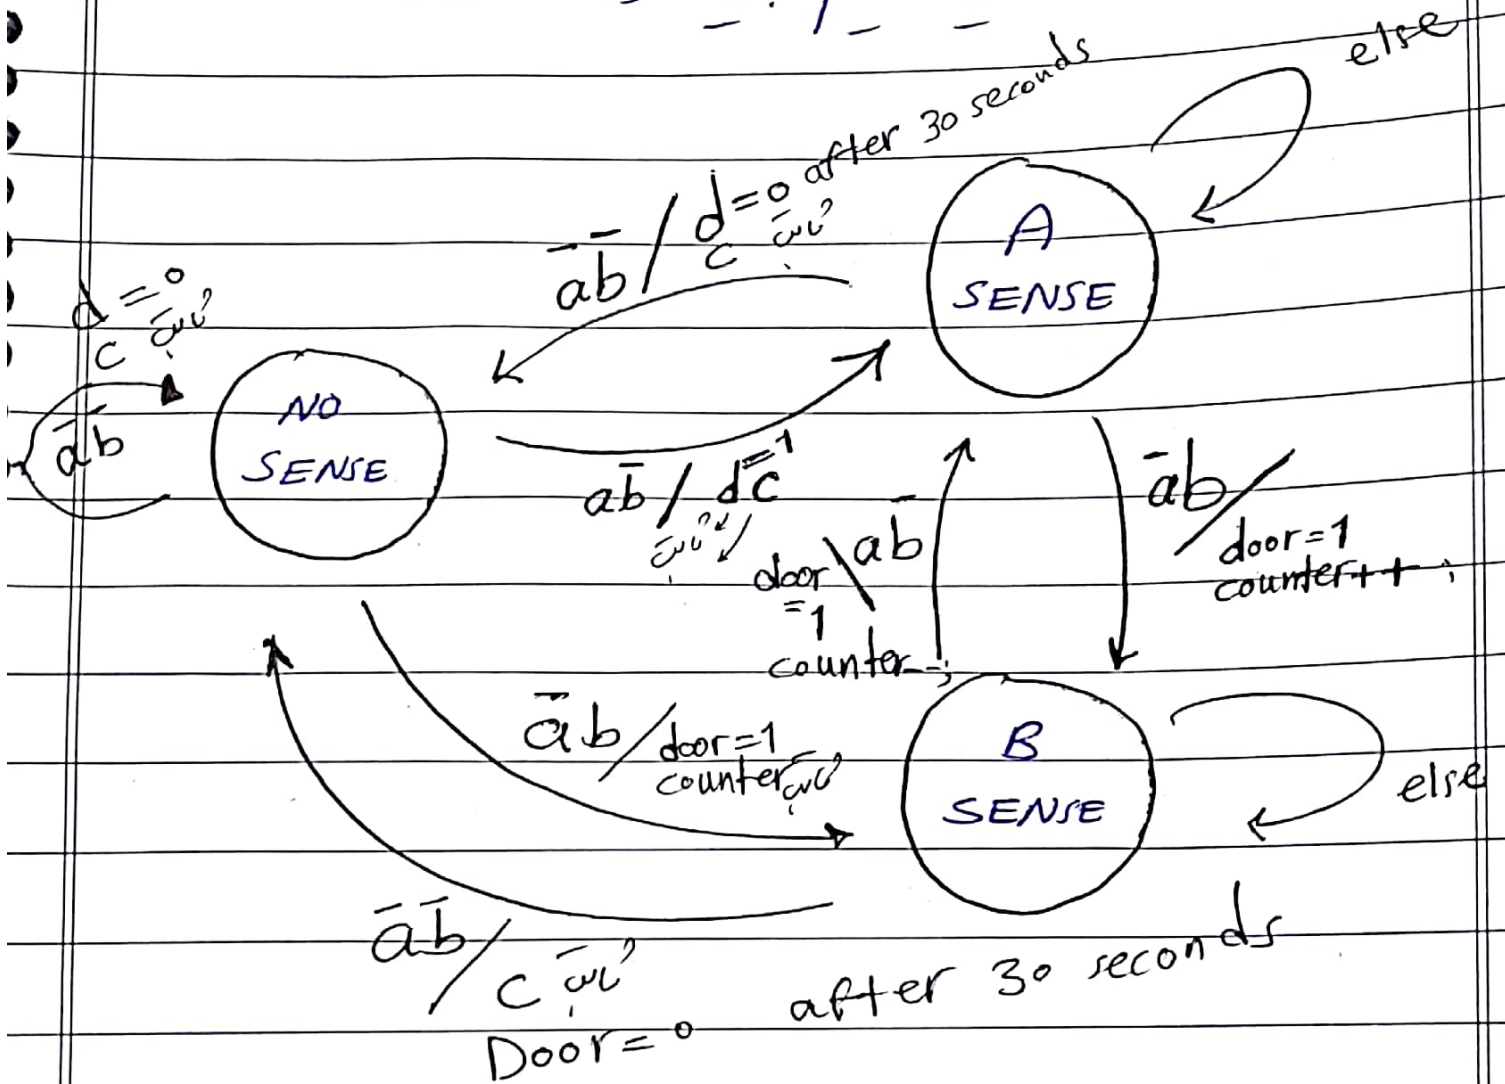 else
after 30 seconds
āb̄ / d=0
c ثابت
A
SENSE
d=0
c ثابت
āb̄
NO
SENSE
ab̄ / d=1 c
ثابت
āb /
door=1
counter++;
ab̄ \ door
=1
counter--;
āb / door=1
counter ثابت
B
SENSE
else
āb̄ / c ثابت
Door=0
after 30 seconds